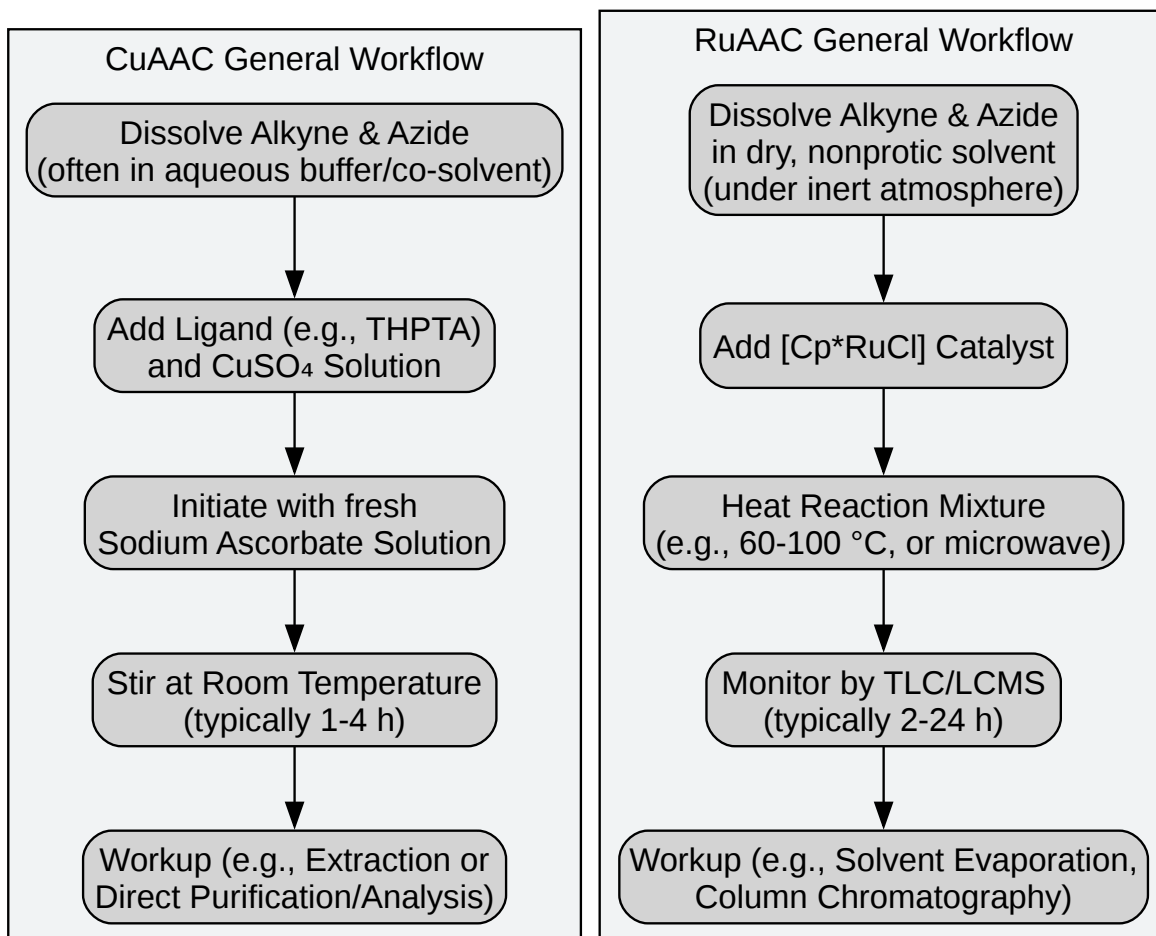 CuAAC General Workflow
Dissolve Alkyne & Azide
(often in aqueous buffer/co-solvent)
Add Ligand (e.g., THPTA)
and CuSO₄ Solution
Initiate with fresh
Sodium Ascorbate Solution
Stir at Room Temperature
(typically 1-4 h)
Workup (e.g., Extraction or
Direct Purification/Analysis)
RuAAC General Workflow
Dissolve Alkyne & Azide
in dry, nonprotic solvent
(under inert atmosphere)
Add [Cp*RuCl] Catalyst
Heat Reaction Mixture
(e.g., 60-100 °C, or microwave)
Monitor by TLC/LCMS
(typically 2-24 h)
Workup (e.g., Solvent Evaporation,
Column Chromatography)